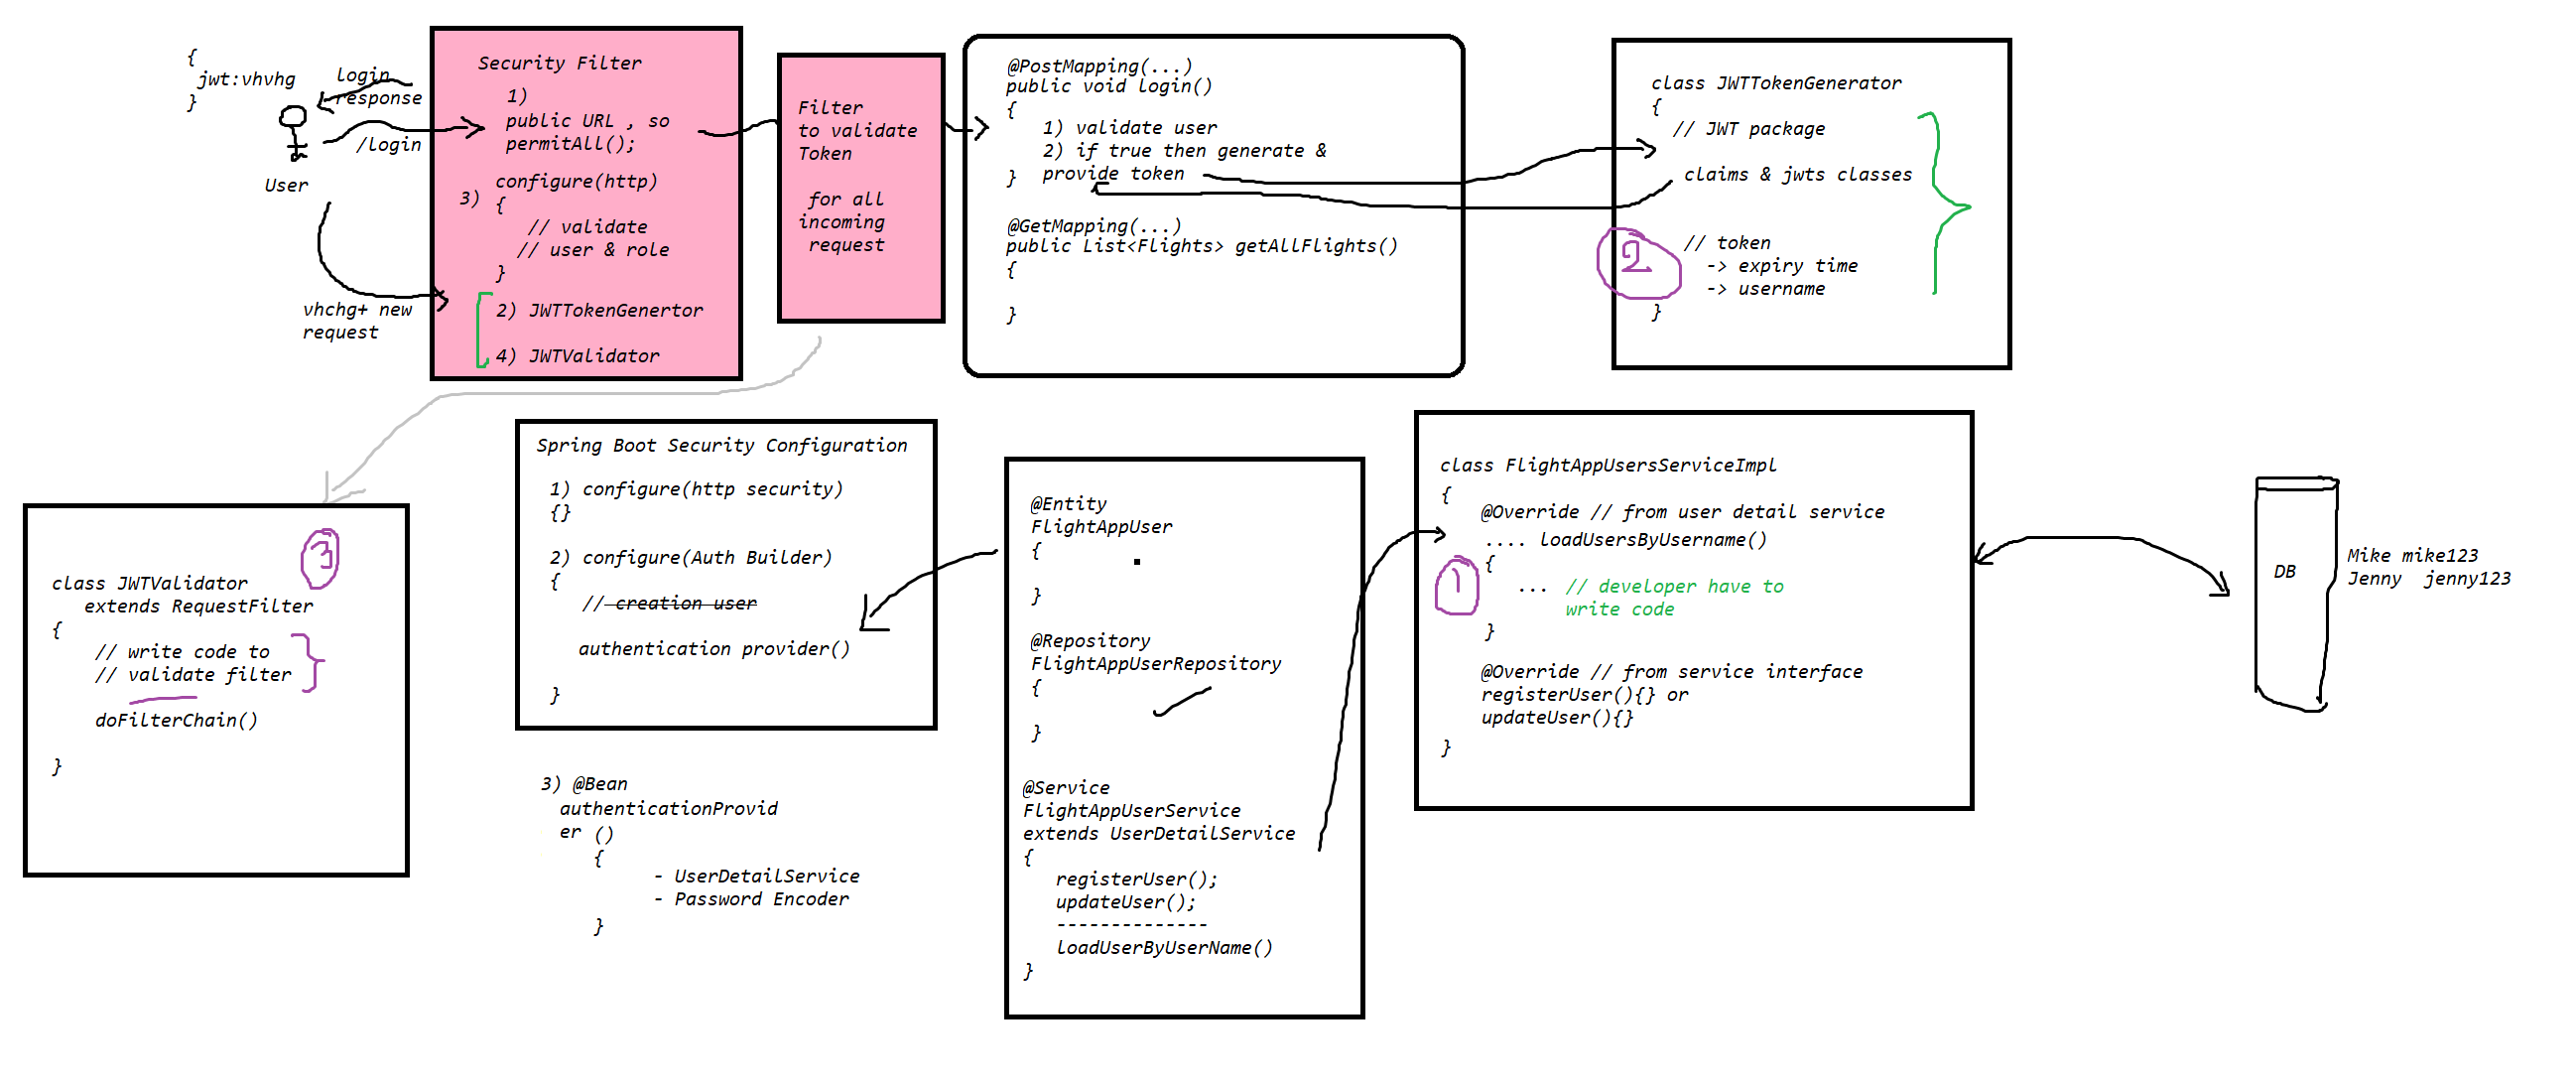 {
jwt:vhvhg
}
login
response
/login
User
vhchg+ new
request
Security Filter
1)
public URL , so
permitAll();
configure(http)
3)
{
// validate
// user & role
}
2) JWTTokenGenertor
4) JWTValidator
Filter
to validate
Token
for all
incoming
request
@PostMapping(...)
public void login()
{
1) validate user
2) if true then generate &
} provide token
@GetMapping(...)
public List<Flights> getAllFlights()
{
}
class JWTTokenGenerator
{
// JWT package
claims & jwts classes
2
// token
-> expiry time
-> username
}
3
class JWTValidator
extends RequestFilter
{
// write code to
// validate filter
doFilterChain()
}
Spring Boot Security Configuration
1) configure(http security)
{}
2) configure(Auth Builder)
{
// creation user
authentication provider()
}
3) @Bean
authenticationProvid
er ()
{
- UserDetailService
- Password Encoder
}
@Entity
FlightAppUser
{
}
@Repository
FlightAppUserRepository
{
}
@Service
FlightAppUserService
extends UserDetailService
{
registerUser();
updateUser();
--------------
loadUserByUserName()
}
class FlightAppUsersServiceImpl
{
@Override // from user detail service
.... loadUsersByUsername()
{
1
... // developer have to
write code
}
@Override // from service interface
registerUser(){} or
updateUser(){}
}
DB
Mike mike123
Jenny jenny123